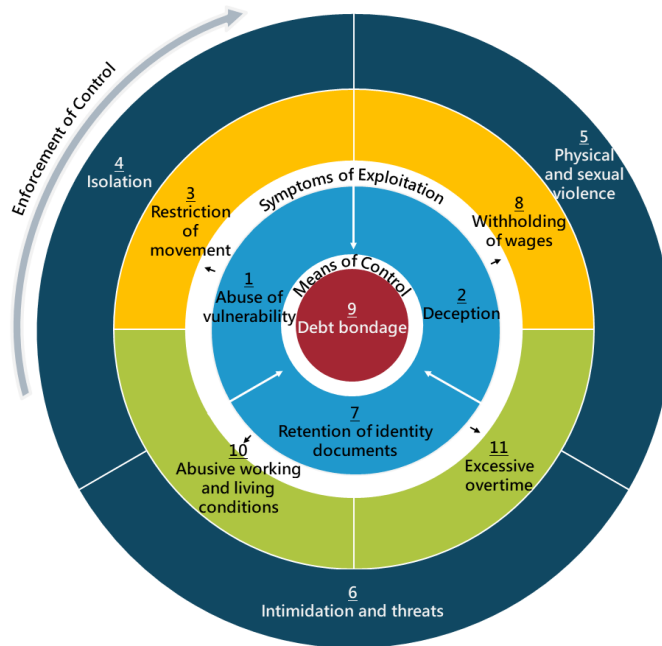 Enforcement of Control
4
Isolation
5
Physical
and sexual
violence
3
Restriction
of
movement
Symptoms of Exploitation
8
Withholding
of wages
1
Abuse of
vulnerability
Means of Control
9
Debt bondage
2
Deception
7
Retention of identity
documents
10
Abusive working
and living
conditions
11
Excessive
overtime
6
Intimidation and threats